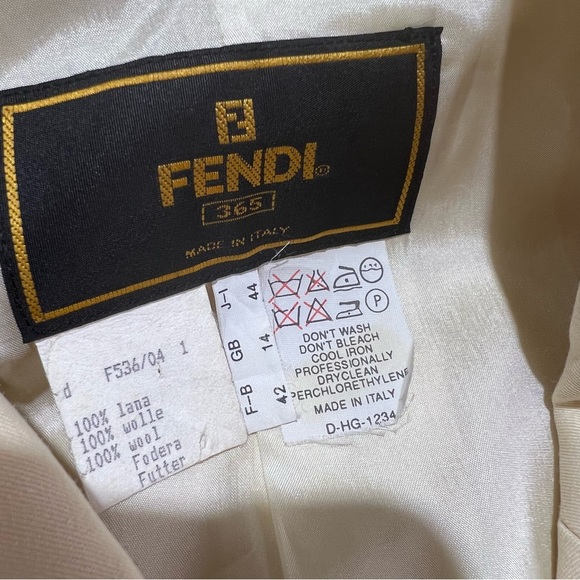 FENDI®
365
MADE IN ITALY
d F536/04 1
100% lana
100% wolle
100% wool
Fodera
Futter
J-I 44
GB 14
F-B 42
P
DON'T WASH
DON'T BLEACH
COOL IRON
PROFESSIONALLY
DRYCLEAN
PERCHLORETHYLENE
MADE IN ITALY
D-HG-1234